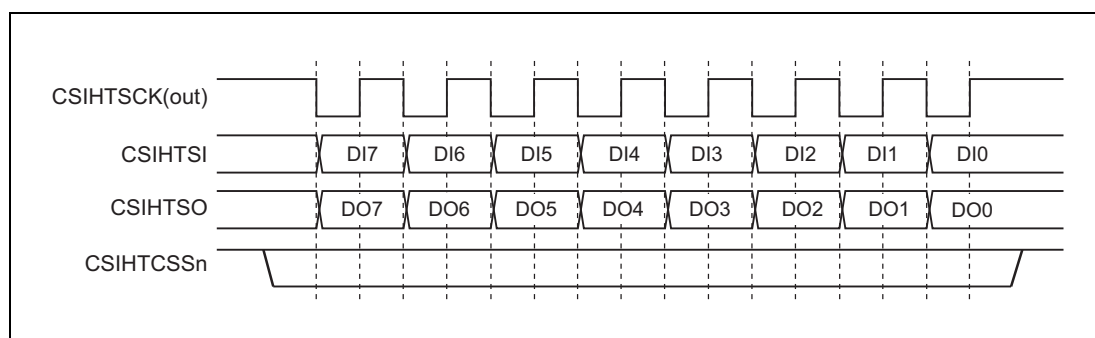 CSIHTSCK(out)
CSIHTSI DI7 DI6 DI5 DI4 DI3 DI2 DI1 DI0
CSIHTSO DO7 DO6 DO5 DO4 DO3 DO2 DO1 DO0
CSIHTCSSn